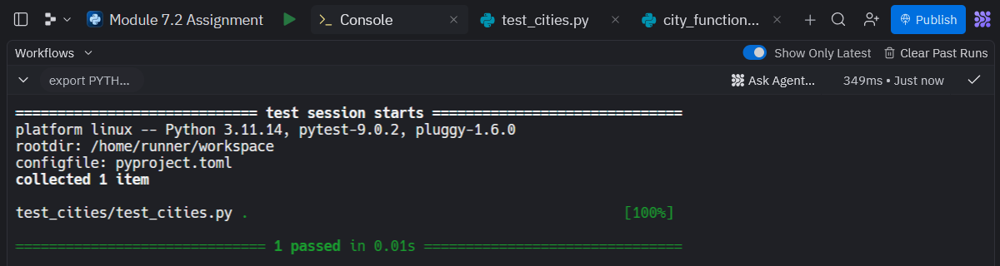 Module 7.2 Assignment Console test_cities.py city_function... Publish
Workflows Show Only Latest Clear Past Runs
export PYTH... Ask Agent... 349ms • Just now
============================= test session starts ==============================
platform linux -- Python 3.11.14, pytest-9.0.2, pluggy-1.6.0
rootdir: /home/runner/workspace
configfile: pyproject.toml
collected 1 item
test_cities/test_cities.py . [100%]
============================== 1 passed in 0.01s ===============================